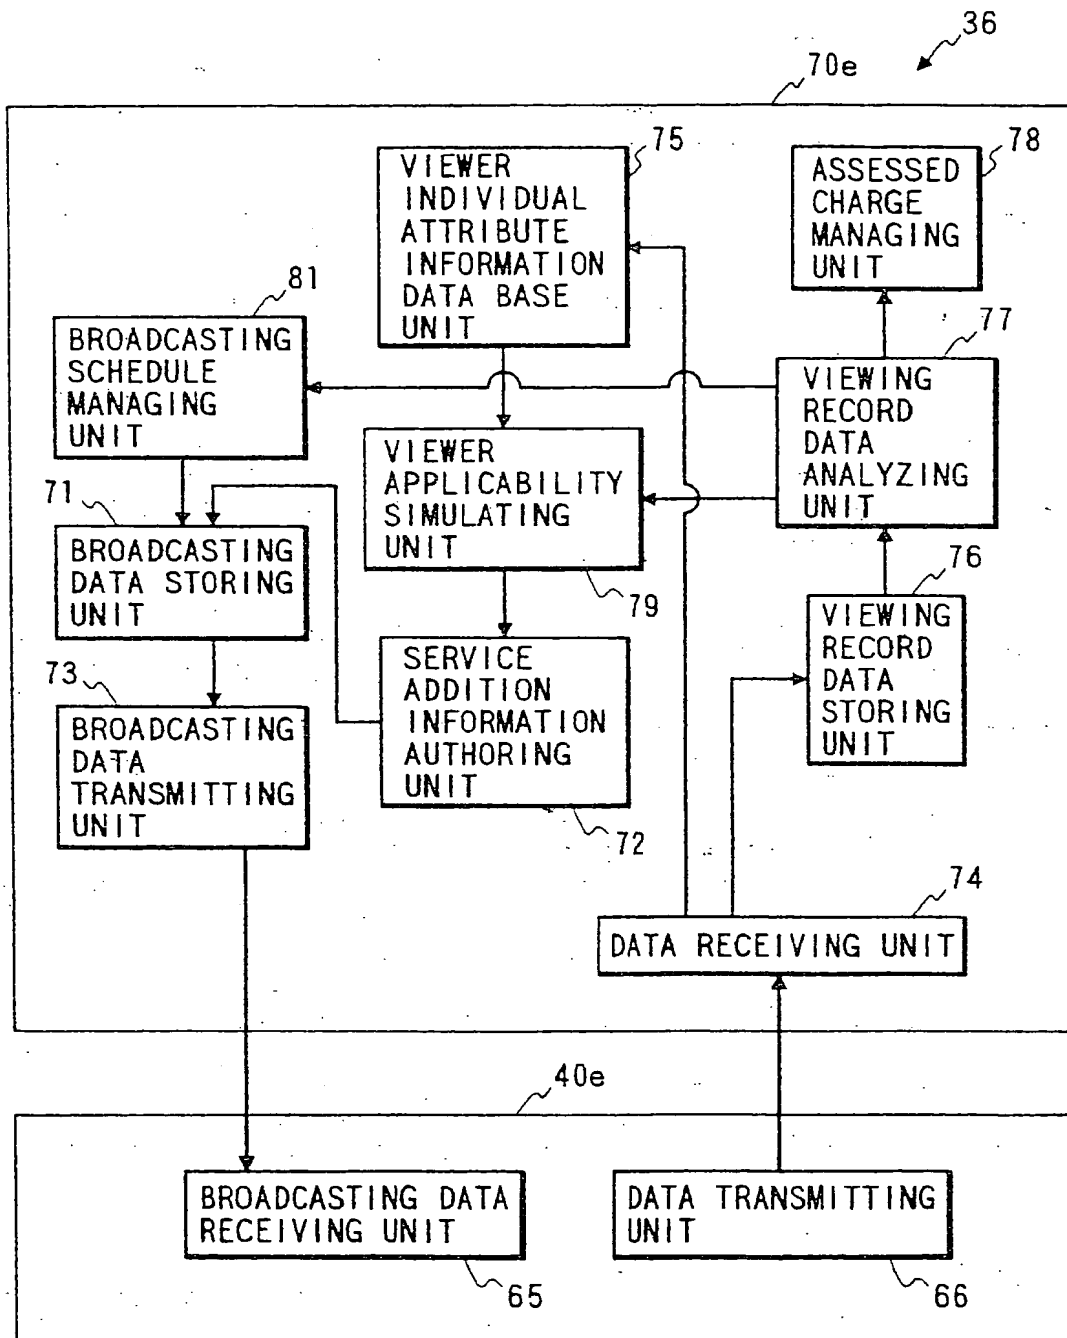 36
70e
75
VIEWER
INDIVIDUAL
ATTRIBUTE
INFORMATION
DATA BASE
UNIT
78
ASSESSED
CHARGE
MANAGING
UNIT
81
BROADCASTING
SCHEDULE
MANAGING
UNIT
77
VIEWING
RECORD
DATA
ANALYZING
UNIT
VIEWER
APPLICABILITY
SIMULATING
UNIT
79
71
BROADCASTING
DATA STORING
UNIT
76
VIEWING
RECORD
DATA
STORING
UNIT
73
BROADCASTING
DATA
TRANSMITTING
UNIT
SERVICE
ADDITION
INFORMATION
AUTHORING
UNIT
72
74
DATA RECEIVING UNIT
40e
BROADCASTING DATA
RECEIVING UNIT
65
DATA TRANSMITTING
UNIT
66